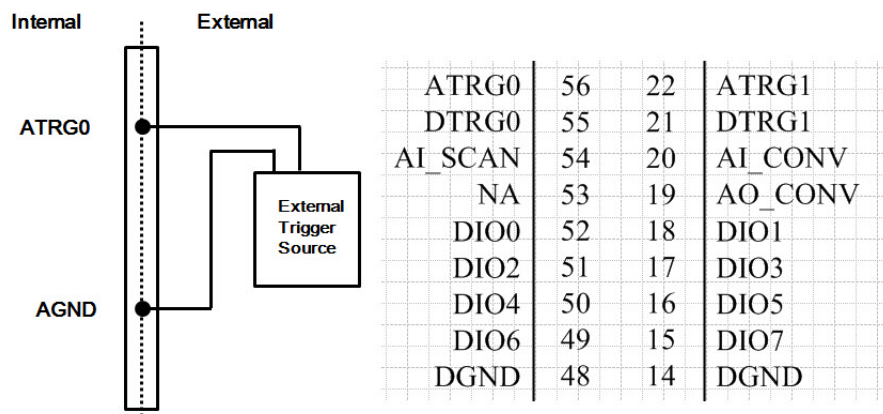 Internal External
ATRG0
AGND
External
Trigger
Source
ATRG0 56 22 ATRG1
DTRG0 55 21 DTRG1
AI_SCAN 54 20 AI_CONV
NA 53 19 AO_CONV
DIO0 52 18 DIO1
DIO2 51 17 DIO3
DIO4 50 16 DIO5
DIO6 49 15 DIO7
DGND 48 14 DGND